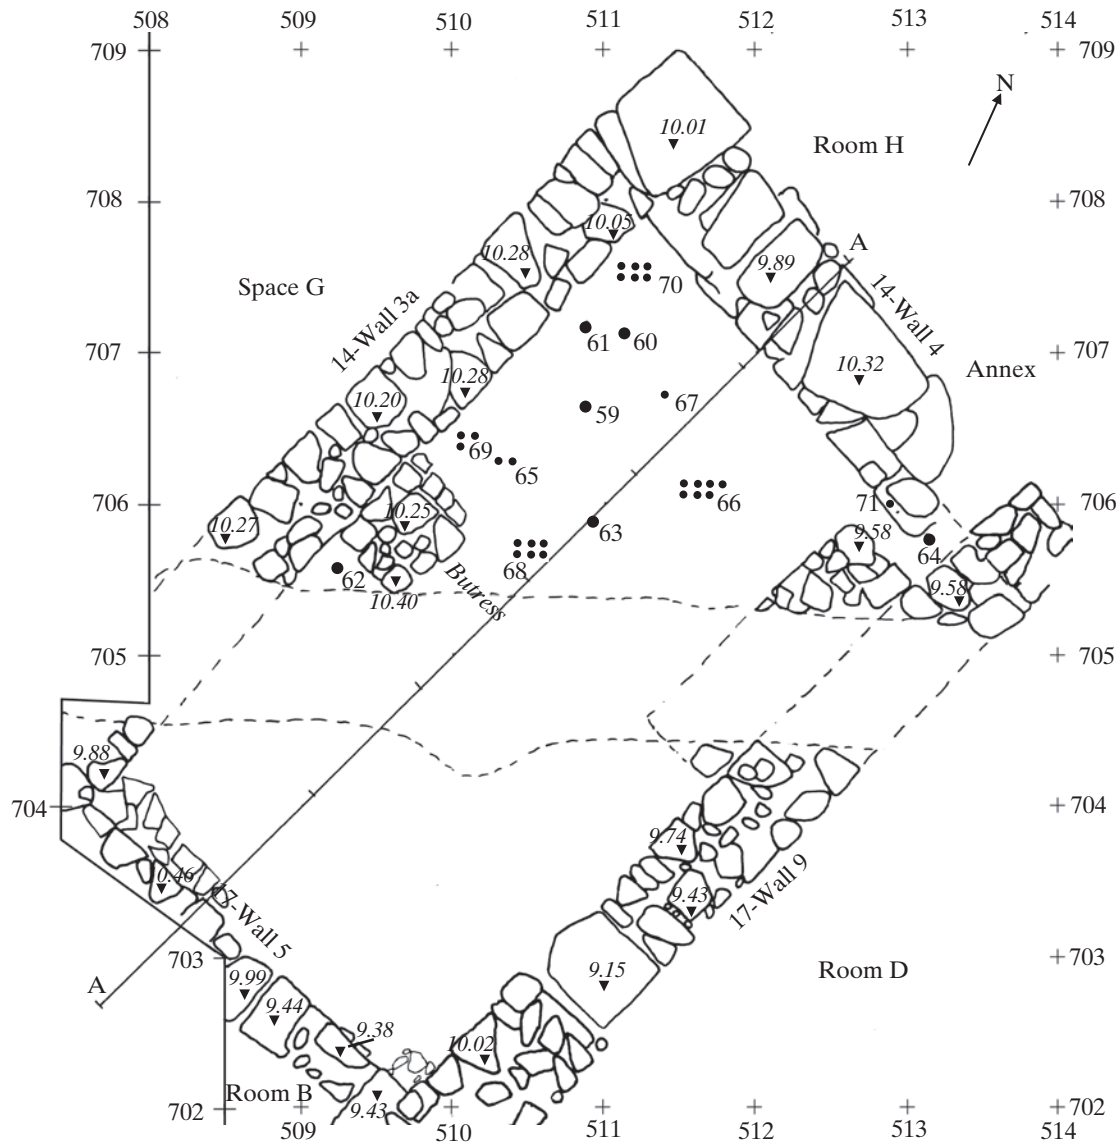 508 509 510 511 512 513 514
709 709
N
10.01
Room H
708 708
10.05
A
10.28
9.89
Space G
70
14-Wall 3a
14-Wall 4
61 60
707 707
10.32
Annex
10.28
10.20
67
59
69
65
66
71
706 706
10.25
10.27
63
9.58
64
68
62
Butress
9.58
10.40
705 705
9.88
704 704
9.74
0.46
9.43
17-Wall 9
17-Wall 5
703 703
Room D
9.99
9.15
A
9.44
9.38
10.02
Room B
9.43
702 702
509 510 511 512 513 514